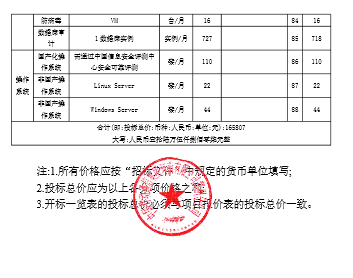 防病毒 VM 台/月 16 84 16
数据库审计 1数据库实例 实例/月 727 85 718
操作系统 国产化操作系统 需通过中国信息安全评测中心安全可靠评测 套/月 110 86 110
非国产操作系统 Linux Server 套/月 22 87 22
非国产操作系统 Windows Server 套/月 44 88 44
合计(即:投标总价:币种:人民币:单位:元):165807
大写:人民币壹拾陆万伍仟捌佰零柒元整
注:1.所有价格应按“招标文件”中规定的货币单位填写;
2.投标总价应为以上各分项价格之和;
3.开标一览表的投标总价必须与项目报价表的投标总价一致。